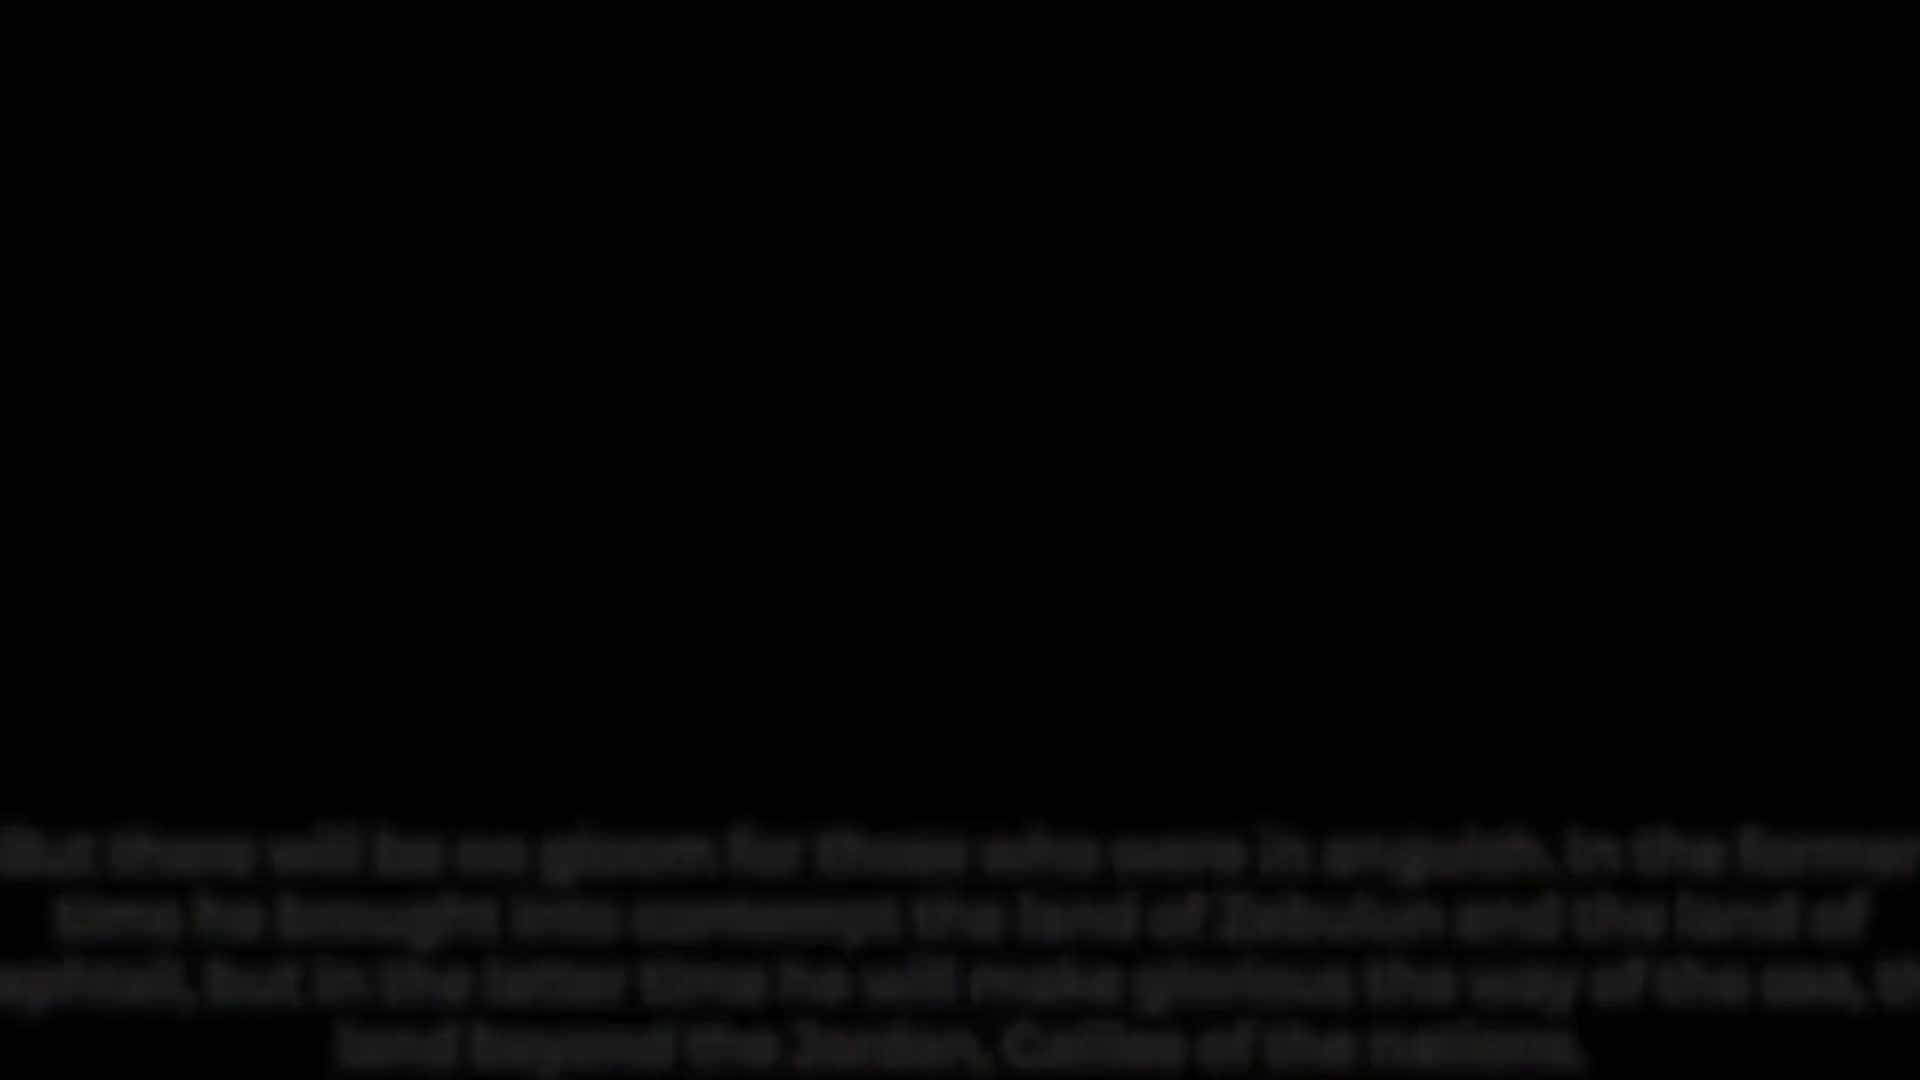 But there will be no gloom for those who were in anguish. In the former
time he brought into contempt the land of Zebulun and the land of
but in the latter time he will make glorious the way of the sea,
land beyond the Jordan, Galilee of the nations.